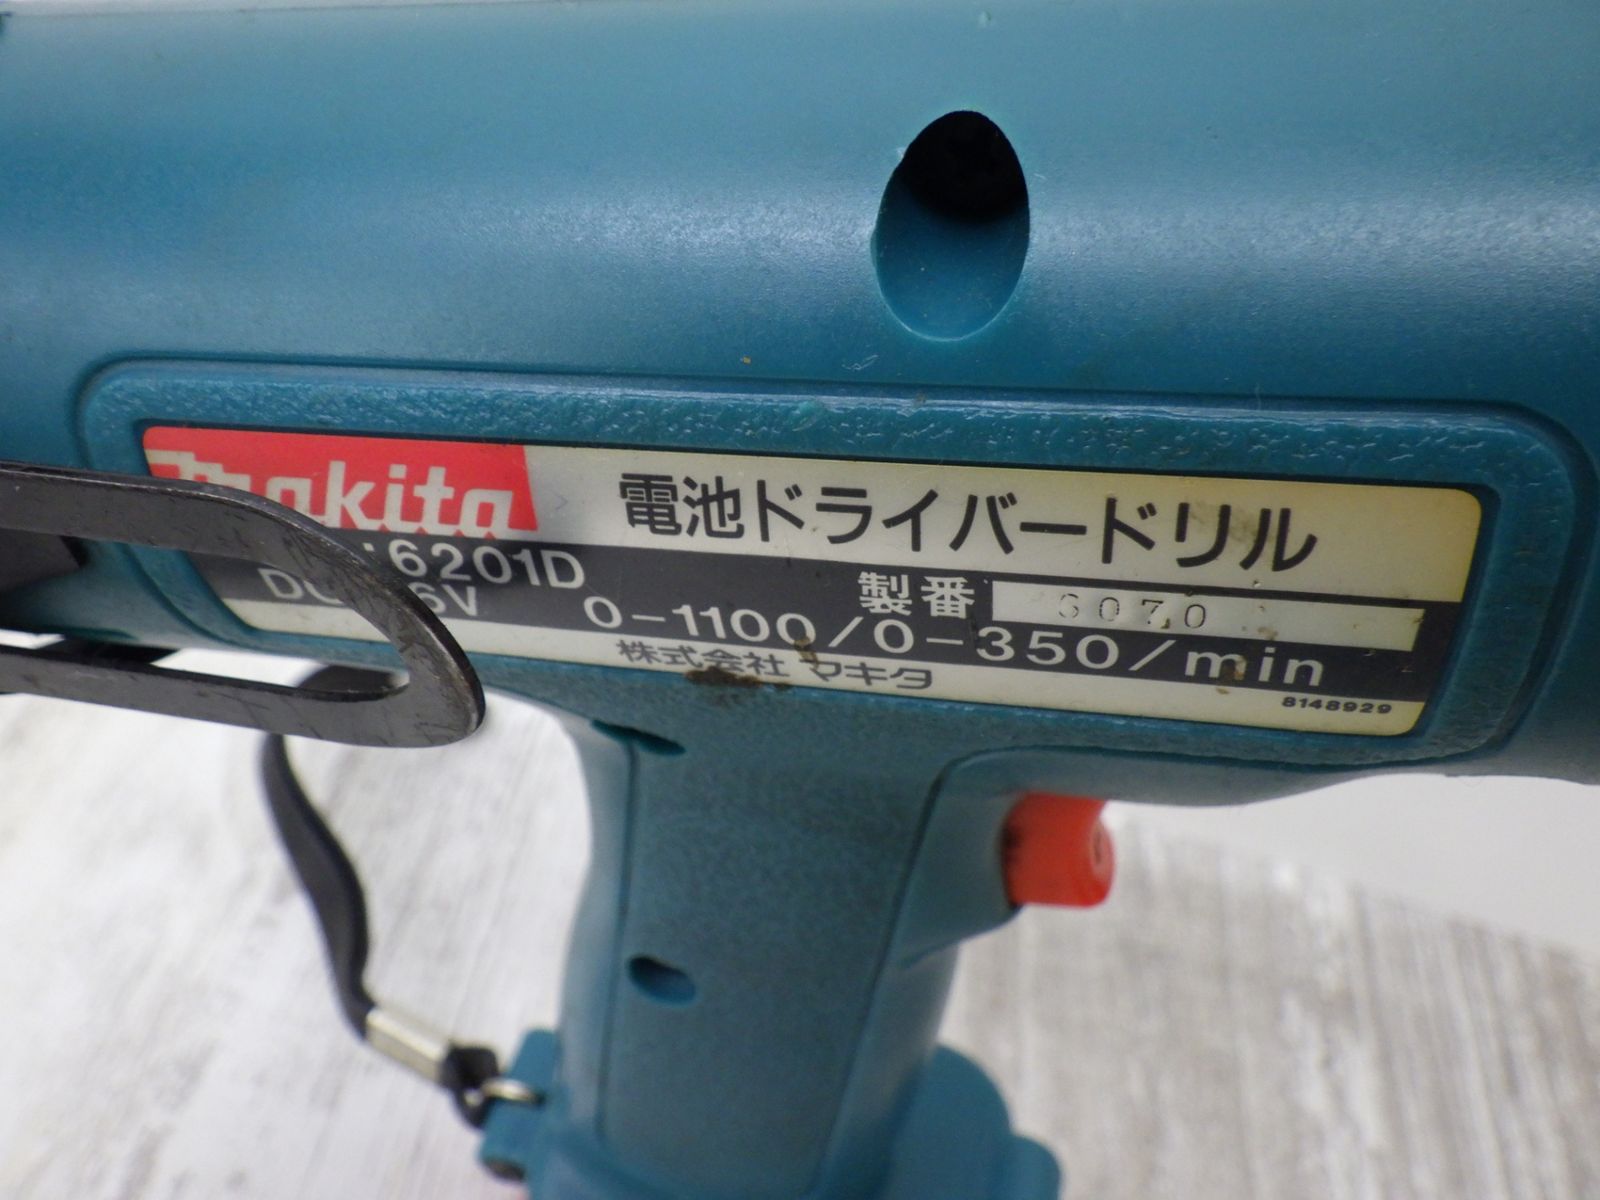 makita 電池ドライバードリル
6201D 製番 6070
6V 0-1100/0-350/min
株式会社 マキタ
8148929